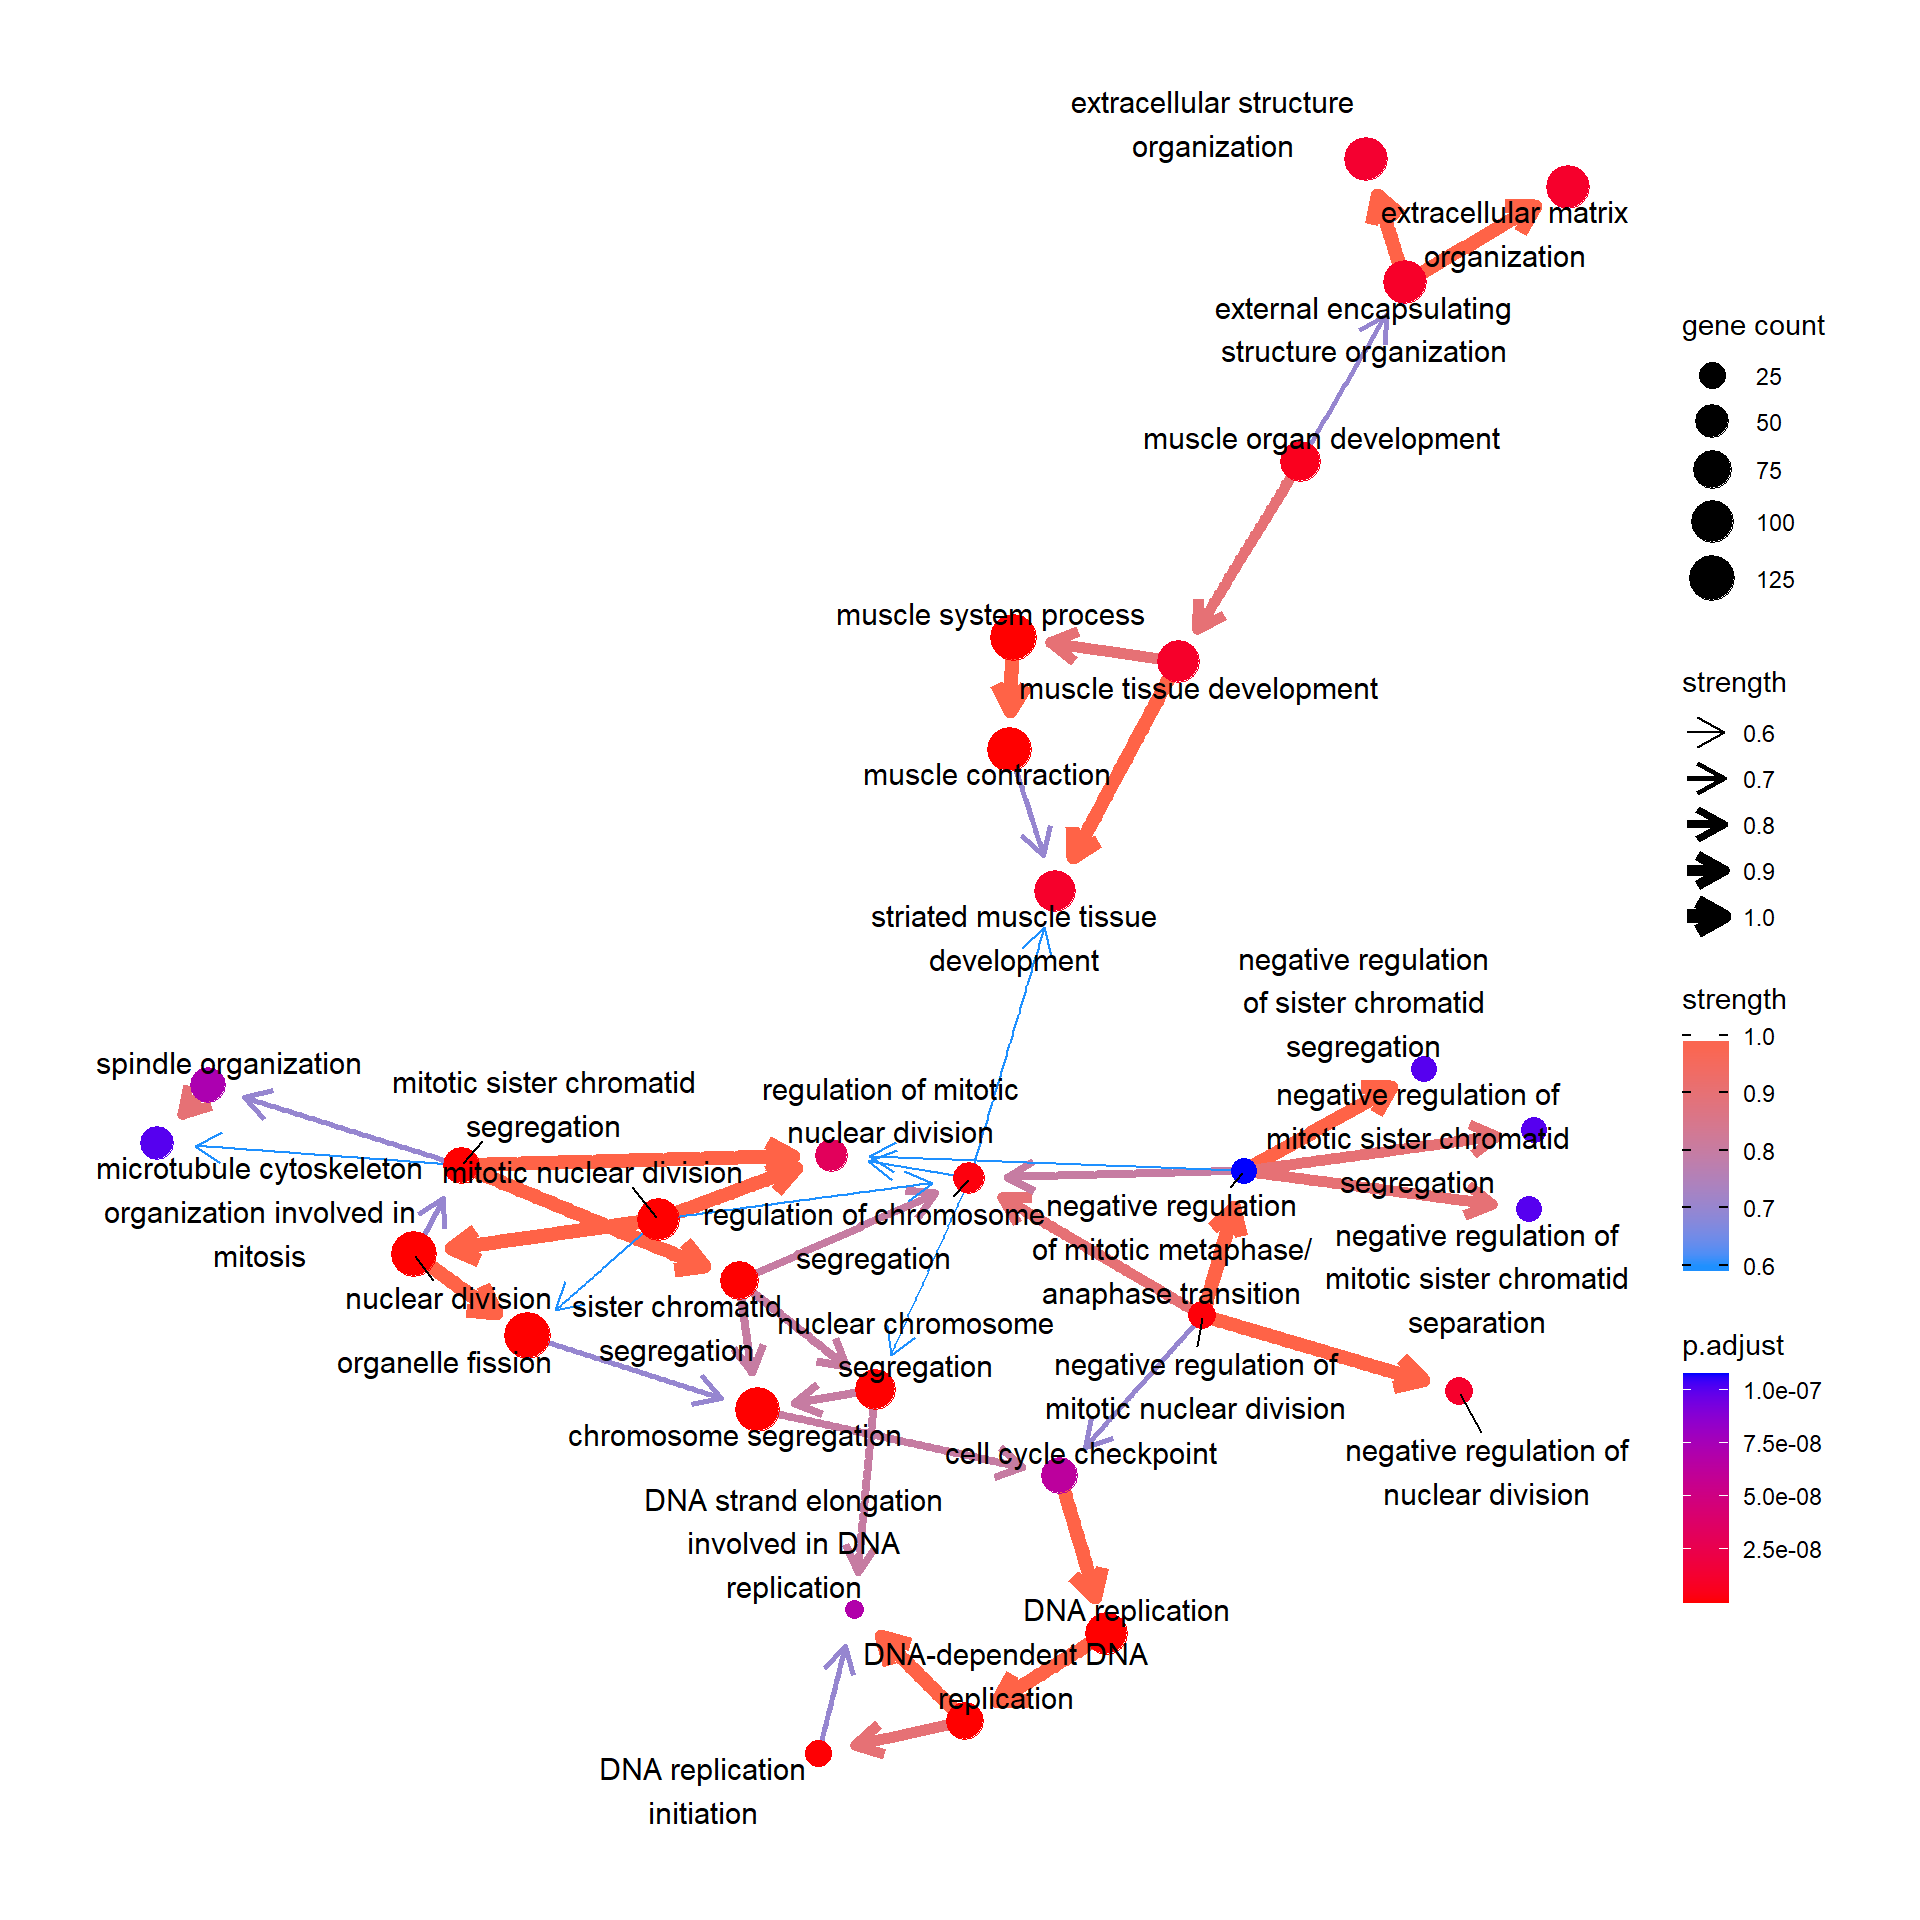 extracellular structure
organization
extracellular matrix
organization
external encapsulating
structure organization
muscle organ development
muscle system process
muscle tissue development
muscle contraction
striated muscle tissue
development
negative regulation
of sister chromatid
segregation
spindle organization
mitotic sister chromatid
segregation
regulation of mitotic
nuclear division
negative regulation of
mitotic sister chromatid
segregation
microtubule cytoskeleton
organization involved in
mitosis
mitotic nuclear division
regulation of chromosome
segregation
negative regulation
of mitotic metaphase/
anaphase transition
negative regulation of
mitotic sister chromatid
separation
nuclear division
sister chromatid
segregation
nuclear chromosome
segregation
organelle fission
negative regulation of
mitotic nuclear division
chromosome segregation
cell cycle checkpoint
negative regulation of
nuclear division
DNA strand elongation
involved in DNA
replication
DNA replication
DNA-dependent DNA
replication
DNA replication
initiation
gene count
25
50
75
100
125
strength
0.6
0.7
0.8
0.9
1.0
strength
1.0
0.9
0.8
0.7
0.6
p.adjust
1.0e-07
7.5e-08
5.0e-08
2.5e-08